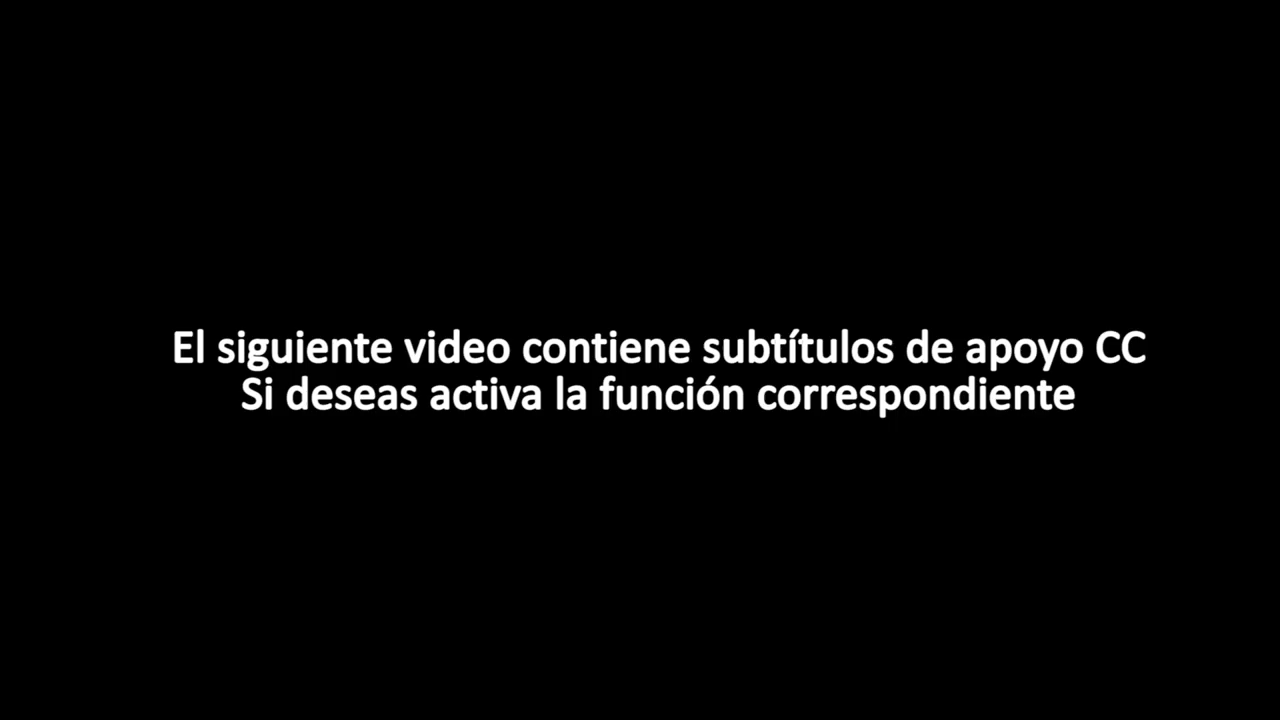 El siguiente video contiene subtítulos de apoyo CC
Si deseas activa la función correspondiente